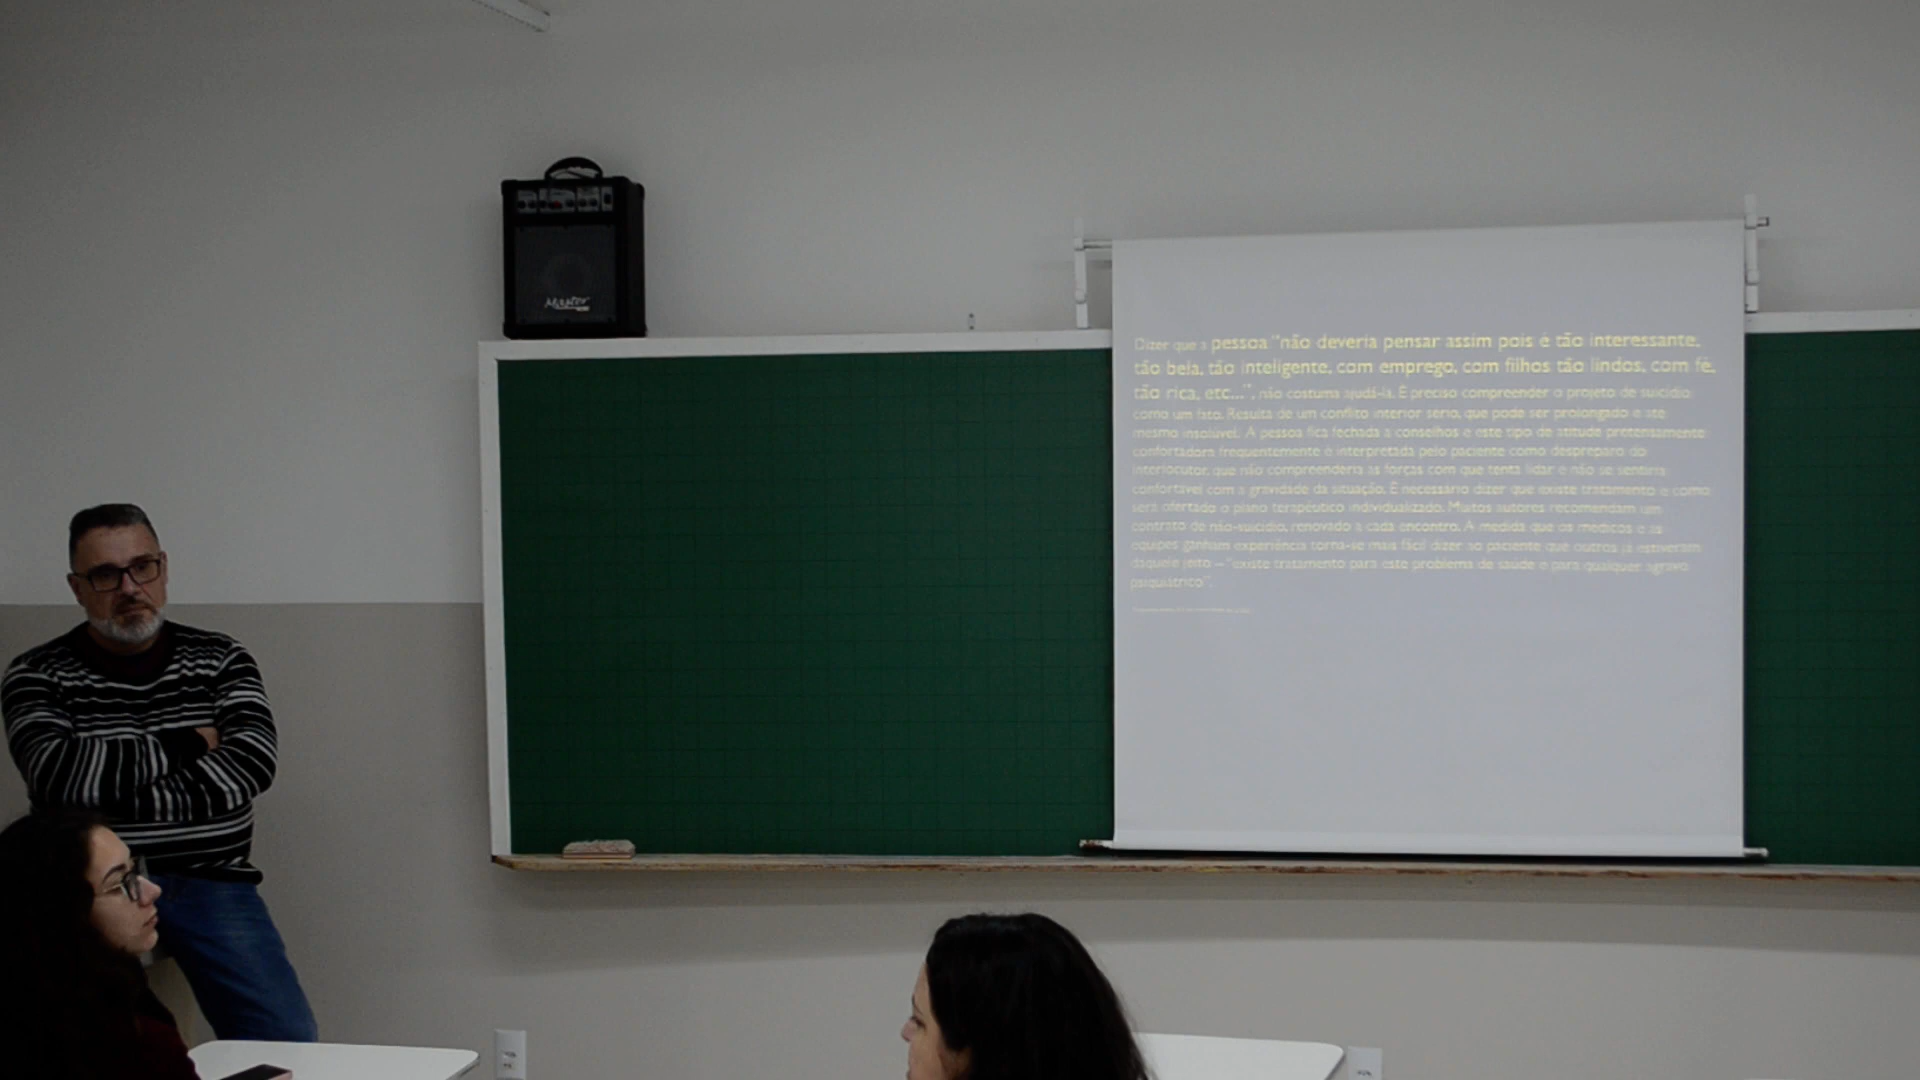 Master
Dizer que a pessoa "não deveria pensar assim pois é tão interessante,
tão bela, tão inteligente, com emprego, com filhos tão lindos, com fé,
tão rica, etc...", não costuma ajudá-la. É preciso compreender o projeto de suicídio
como um fato. Resulta de um conflito interior sério, que pode ser prolongado e até
mesmo insolúvel. A pessoa fica fechada a conselhos e este tipo de atitude pretensamente
confortadora frequentemente é interpretada pelo paciente como despreparo do
interlocutor, que não compreenderia as forças com que tenta lidar e não se sentiria
confortável com a gravidade da situação. É necessário dizer que existe tratamento e como
será ofertado o plano terapêutico individualizado. Muitos autores recomendam um
contrato de não-suicídio, renovado a cada encontro. A medida que os médicos e as
equipes ganham experiência torna-se mais fácil dizer ao paciente que outros já estiveram
daquele jeito – "existe tratamento para este problema de saúde e para qualquer agravo
psiquiátrico".